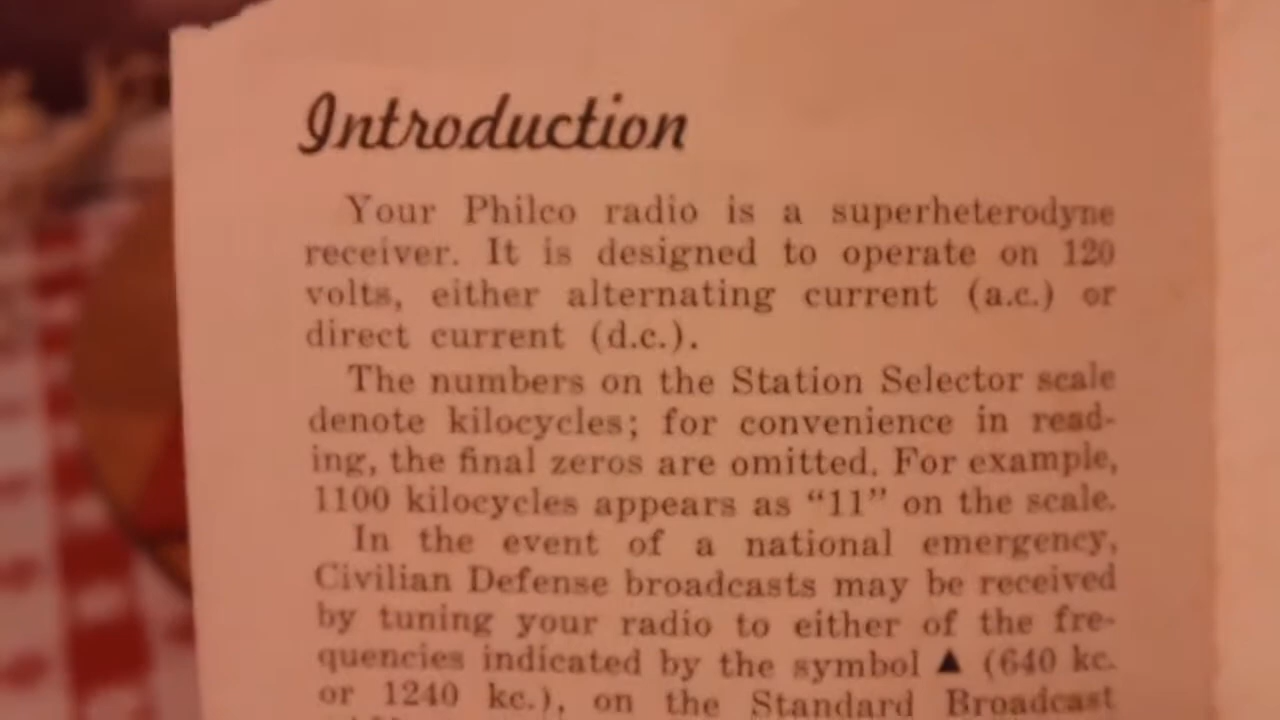 Introduction
Your Philco radio is a superheterodyne
receiver. It is designed to operate on 120
volts, either alternating current (a.c.) or
direct current (d.c.).
The numbers on the Station Selector scale
denote kilocycles; for convenience in read-
ing, the final zeros are omitted. For example,
1100 kilocycles appears as “11” on the scale.
In the event of a national emergency,
Civilian Defense broadcasts may be received
by tuning your radio to either of the fre-
quencies indicated by the symbol ▲ (640 kc.
or 1240 kc.), on the Standard Broadcast